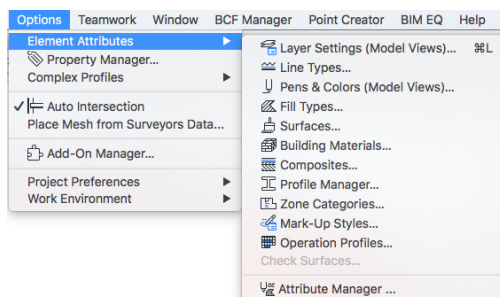 Options Teamwork Window BCF Manager Point Creator BIM EQ Help
Element Attributes
Property Manager...
Complex Profiles
Auto Intersection
Place Mesh from Surveyors Data...
Add-On Manager...
Project Preferences
Work Environment
Layer Settings (Model Views)... ⌘L
Line Types...
Pens & Colors (Model Views)...
Fill Types...
Surfaces...
Building Materials...
Composites...
Profile Manager...
Zone Categories...
Mark-Up Styles...
Operation Profiles...
Check Surfaces...
Attribute Manager ...